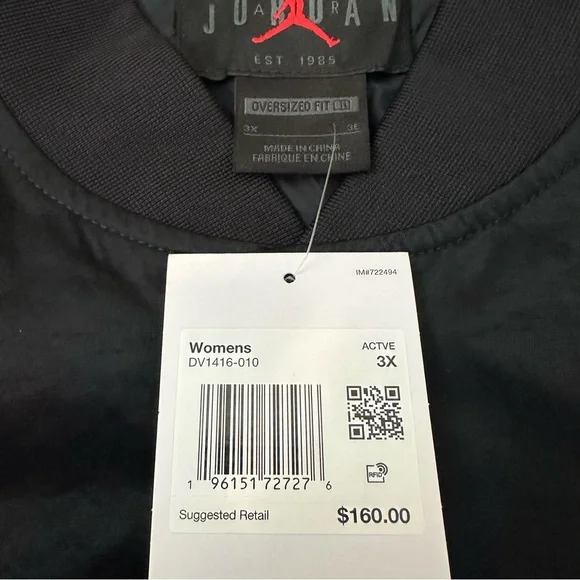 JORDAN
EST 1985
OVERSIZED FIT
3X 3E
MADE IN CHINA
FABRIQUE EN CHINE
IM#722494
Womens ACTVE
DV1416-010 3X
1 96151 72727 6
RFID
Suggested Retail $160.00